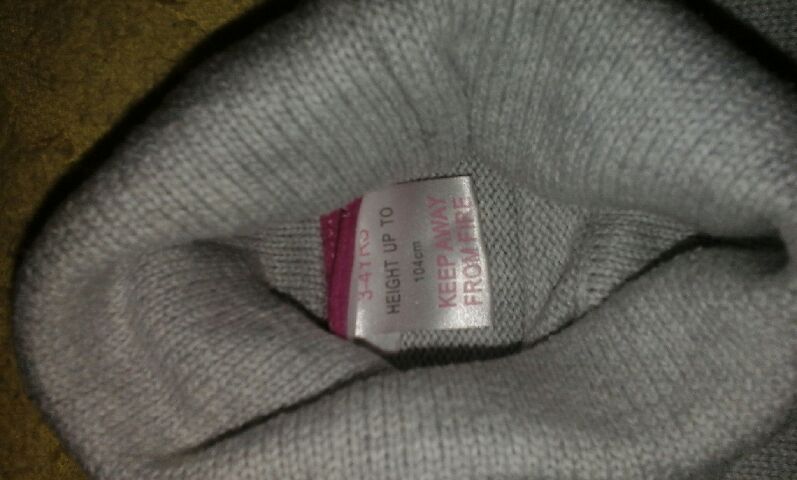 3-4YRS
HEIGHT UP TO
104cm
KEEP AWAY
FROM FIRE